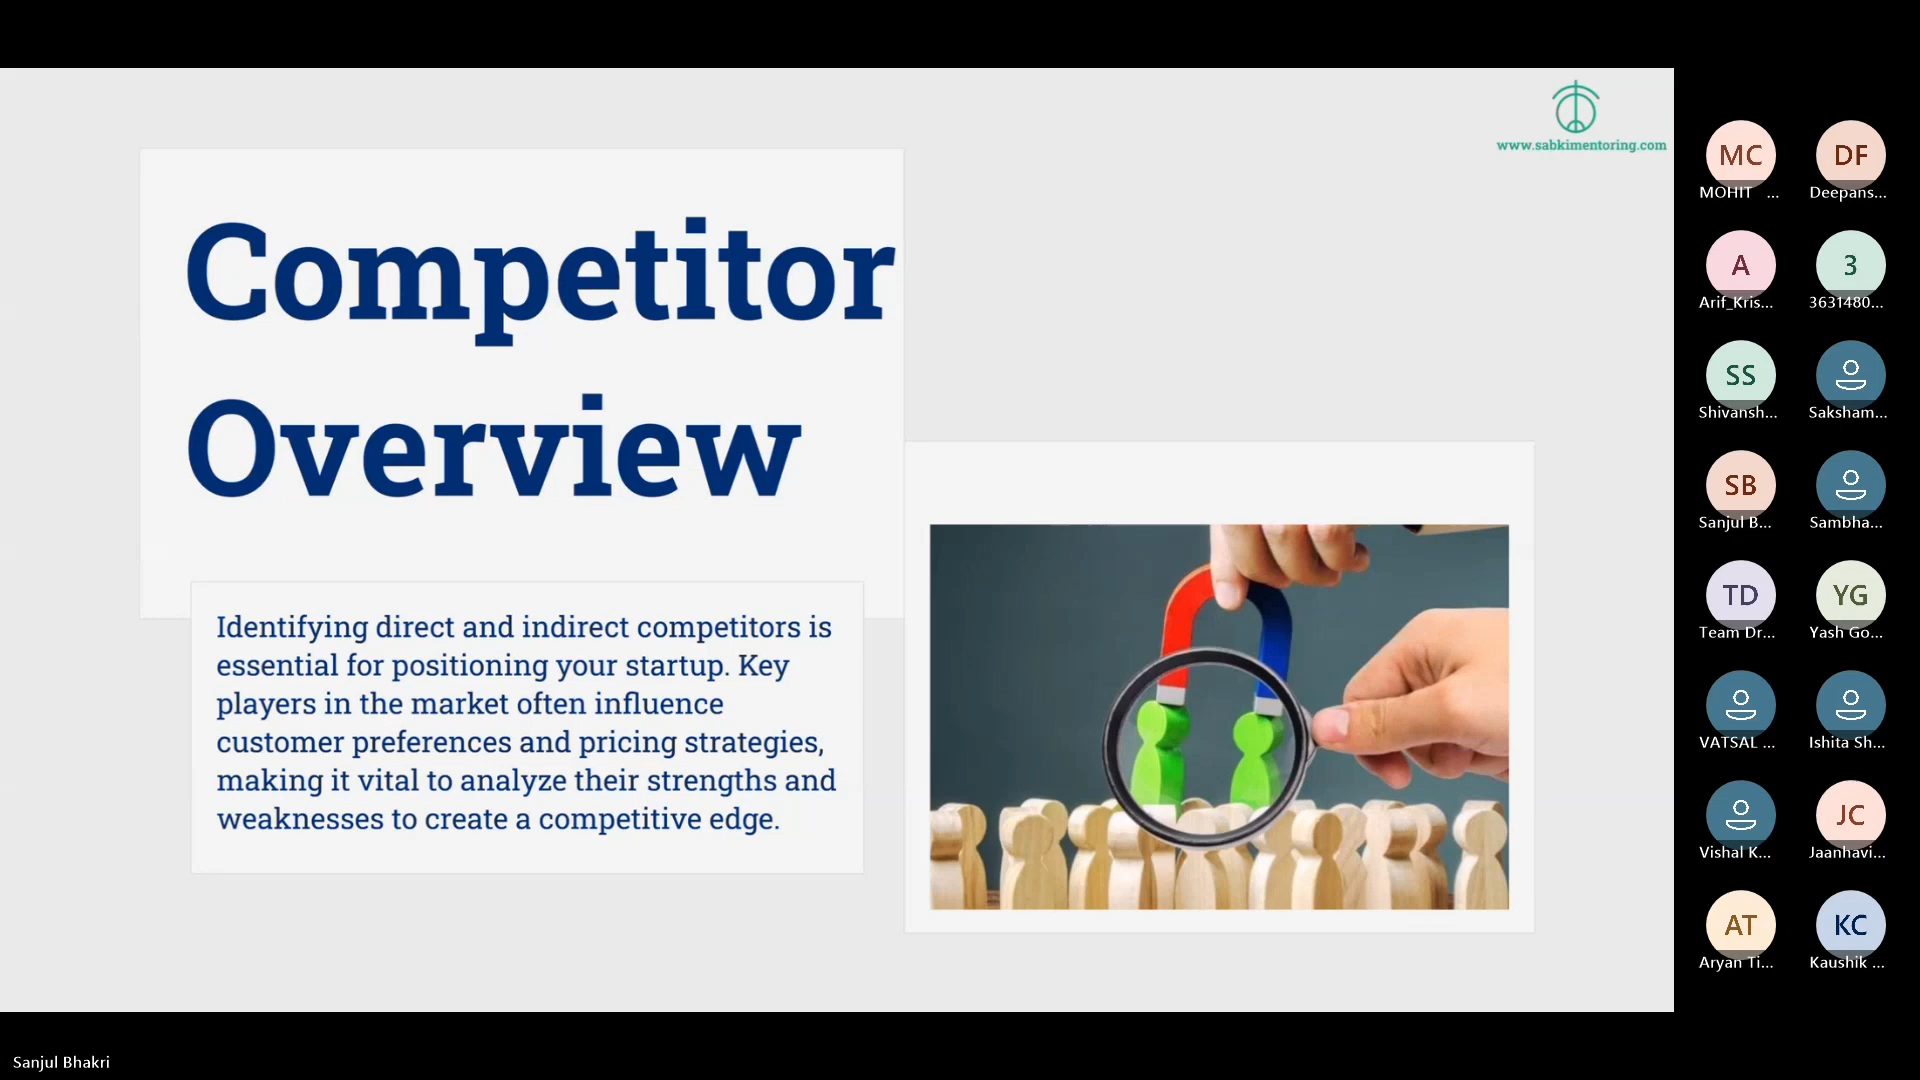 www.sabkimentoring.com
Competitor
Overview
Identifying direct and indirect competitors is
essential for positioning your startup. Key
players in the market often influence
customer preferences and pricing strategies,
making it vital to analyze their strengths and
weaknesses to create a competitive edge.
MC
DF
MOHIT ...
Deepans...
A
3
Arif_Kris...
3631480...
SS
Shivansh...
Saksham...
SB
Sanjul B...
Sambha...
TD
YG
Team Dr...
Yash Go...
VATSAL ...
Ishita Sh...
JC
Vishal K...
Jaanhavi...
AT
KC
Aryan Ti...
Kaushik ...
Sanjul Bhakri